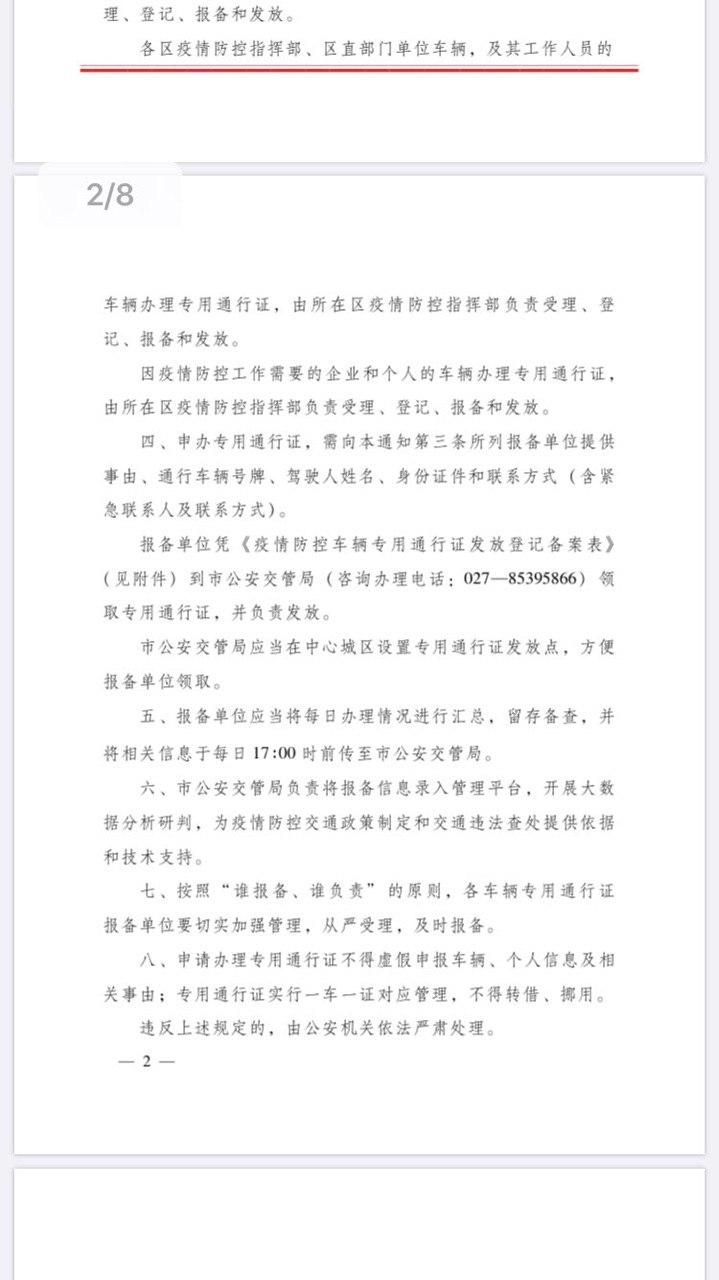 理、登记、报备和发放。
各区疫情防控指挥部、区直部门单位车辆，及其工作人员的
2/8
车辆办理专用通行证，由所在区疫情防控指挥部负责受理、登
记、报备和发放。
因疫情防控工作需要的企业和个人的车辆办理专用通行证，
由所在区疫情防控指挥部负责受理、登记、报备和发放。
四、申办专用通行证，需向本通知第三条所列报备单位提供
事由、通行车辆号牌、驾驶人姓名、身份证件和联系方式（含紧
急联系人及联系方式）。
报备单位凭《疫情防控车辆专用通行证发放登记备案表》
（见附件）到市公安交管局（咨询办理电话：027—85395866）领
取专用通行证，并负责发放。
市公安交管局应当在中心城区设置专用通行证发放点，方便
报备单位领取。
五、报备单位应当将每日办理情况进行汇总，留存备查，并
将相关信息于每日17:00时前传至市公安交管局。
六、市公安交管局负责将报备信息录入管理平台，开展大数
据分析研判，为疫情防控交通政策制定和交通违法查处提供依据
和技术支持。
七、按照“谁报备、谁负责”的原则，各车辆专用通行证
报备单位要切实加强管理，从严受理，及时报备。
八、申请办理专用通行证不得虚假申报车辆、个人信息及相
关事由；专用通行证实行一车一证对应管理，不得转借、挪用。
违反上述规定的，由公安机关依法严肃处理。
— 2 —